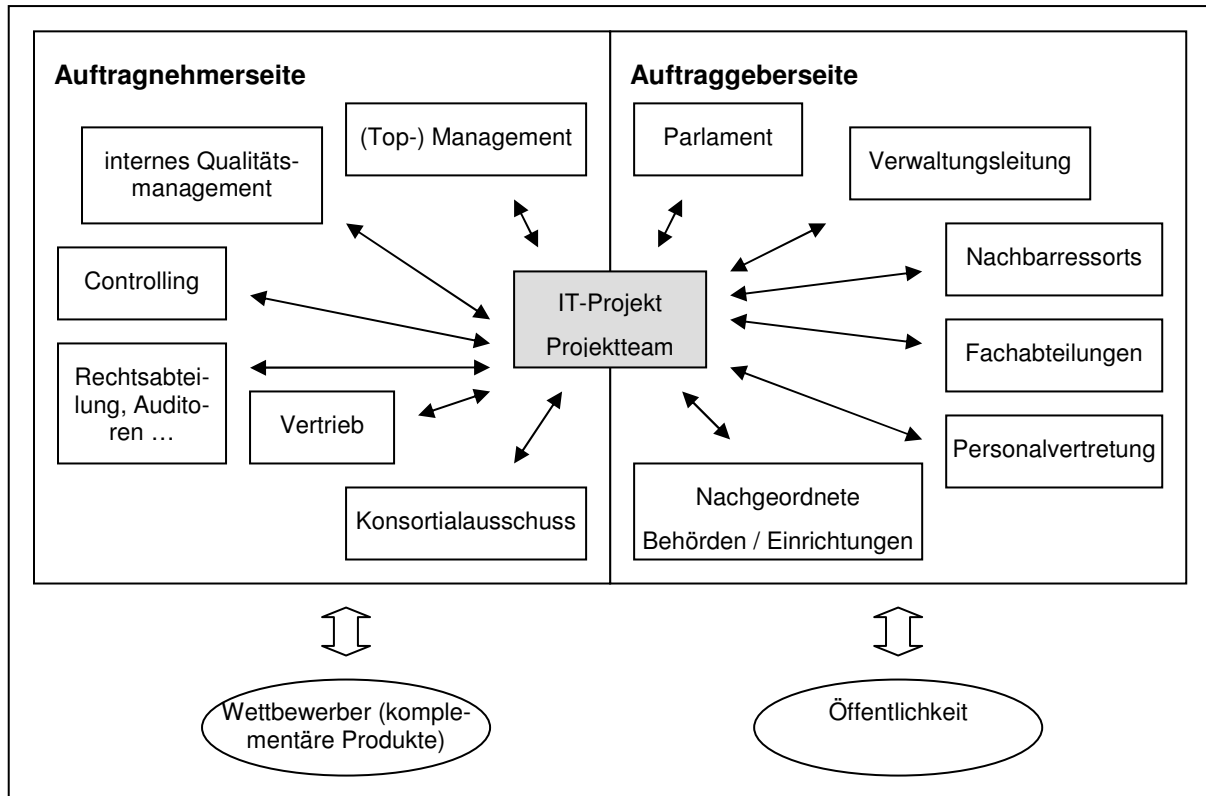 Auftragnehmerseite
(Top-) Management
internes Qualitäts-
management
Controlling
Rechtsabtei-
lung, Audito-
ren …
Vertrieb
Konsortialausschuss
IT-Projekt
Projektteam
Auftraggeberseite
Parlament
Verwaltungsleitung
Nachbarressorts
Fachabteilungen
Personalvertretung
Nachgeordnete
Behörden / Einrichtungen
Wettbewerber (komple-
mentäre Produkte)
Öffentlichkeit